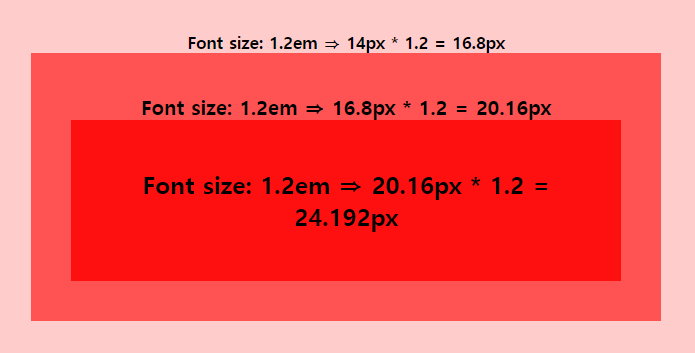 Font size: 1.2em ⇒ 14px * 1.2 = 16.8px
Font size: 1.2em ⇒ 16.8px * 1.2 = 20.16px
Font size: 1.2em ⇒ 20.16px * 1.2 =
24.192px